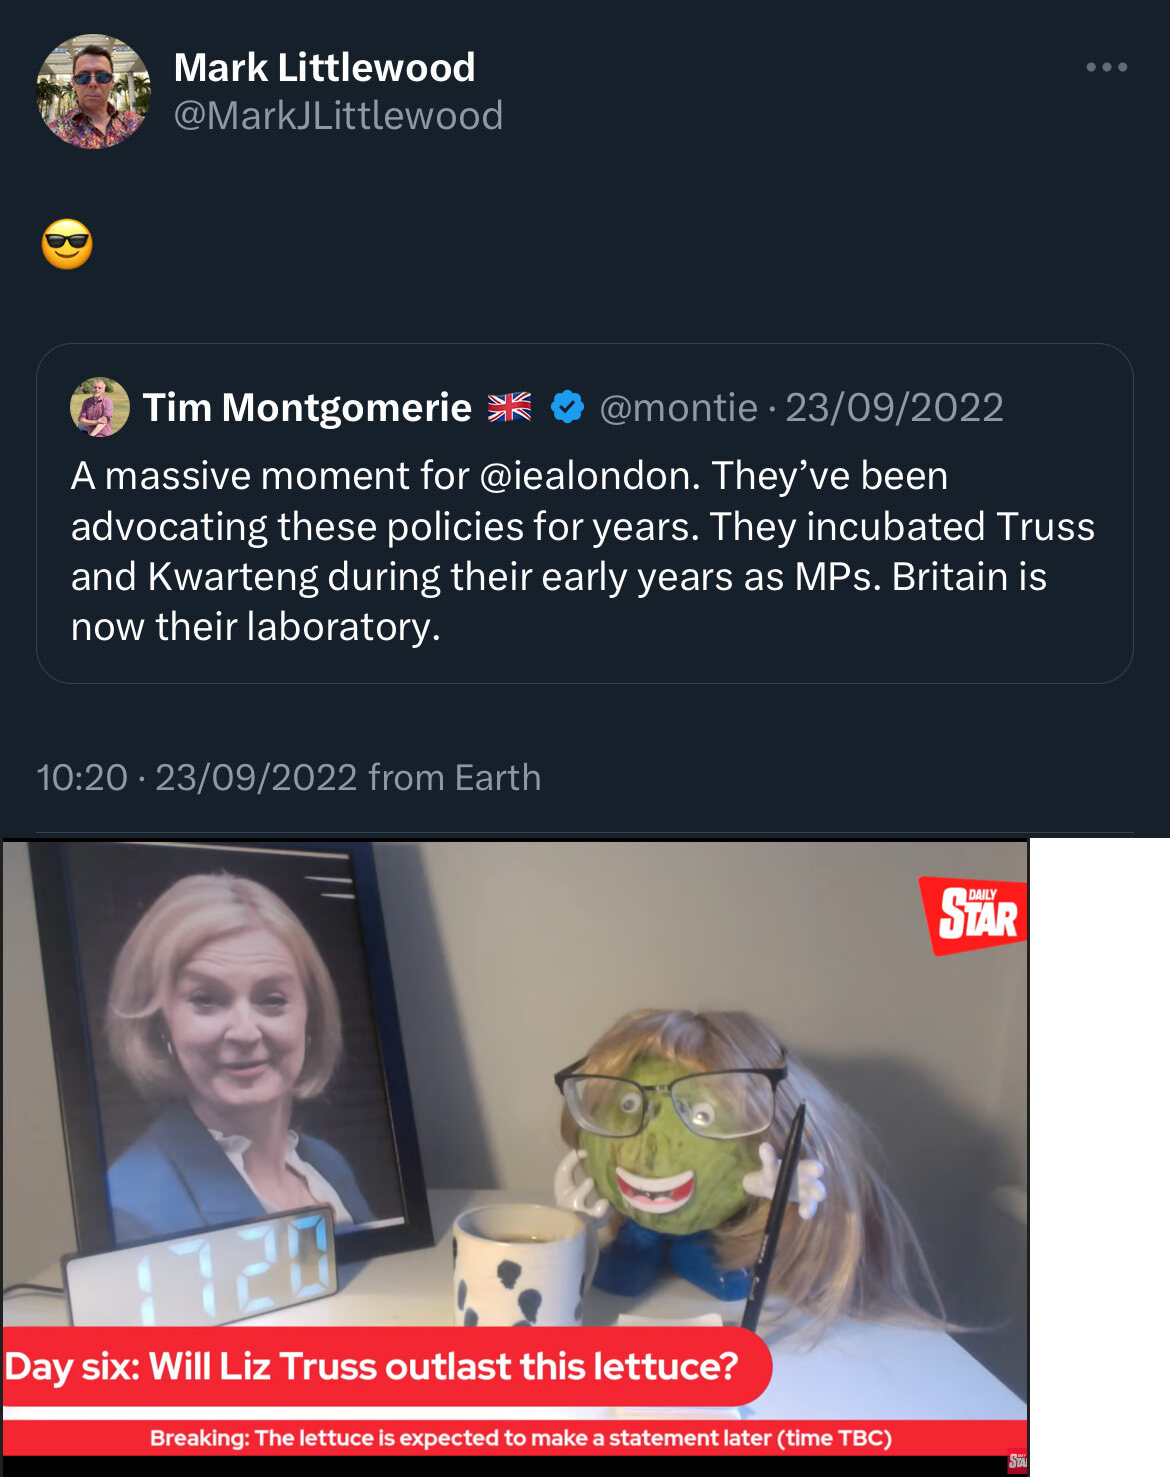 Mark Littlewood
@MarkJLittlewood
😎
Tim Montgomerie 🇬🇧 @montie · 23/09/2022
A massive moment for @iealondon. They’ve been
advocating these policies for years. They incubated Truss
and Kwarteng during their early years as MPs. Britain is
now their laboratory.
10:20 · 23/09/2022 from Earth
DAILY
STAR
17 20
Day six: Will Liz Truss outlast this lettuce?
Breaking: The lettuce is expected to make a statement later (time TBC)